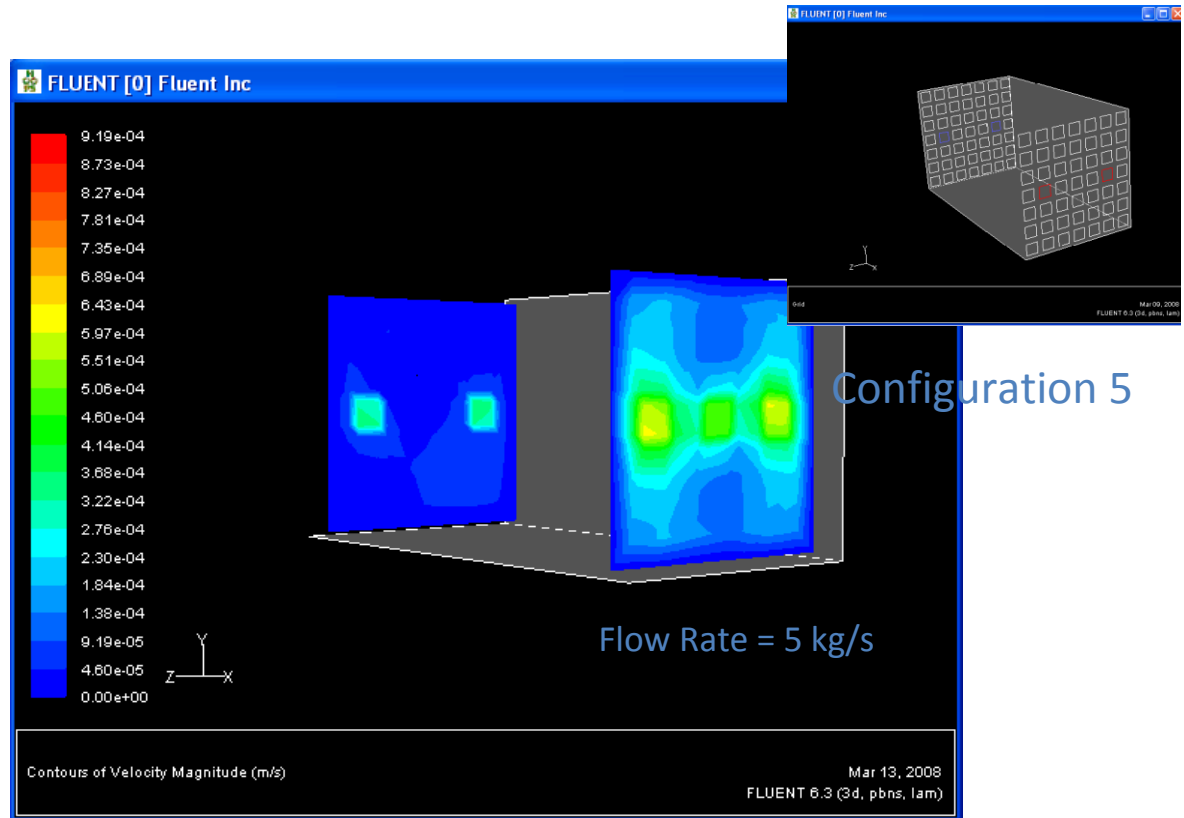 FLUENT [0] Fluent Inc
FLUENT [0] Fluent Inc
Y
Z X
Grid
Mar 09, 2008
FLUENT 6.3 (3d, pbns, lam)
9.19e-04
8.73e-04
8.27e-04
7.81e-04
7.35e-04
6.89e-04
6.43e-04
5.97e-04
5.51e-04
5.06e-04
4.60e-04
4.14e-04
3.68e-04
3.22e-04
2.76e-04
2.30e-04
1.84e-04
1.38e-04
9.19e-05
4.60e-05
0.00e+00
Configuration 5
Flow Rate = 5 kg/s
Y
Z X
Contours of Velocity Magnitude (m/s)
Mar 13, 2008
FLUENT 6.3 (3d, pbns, lam)